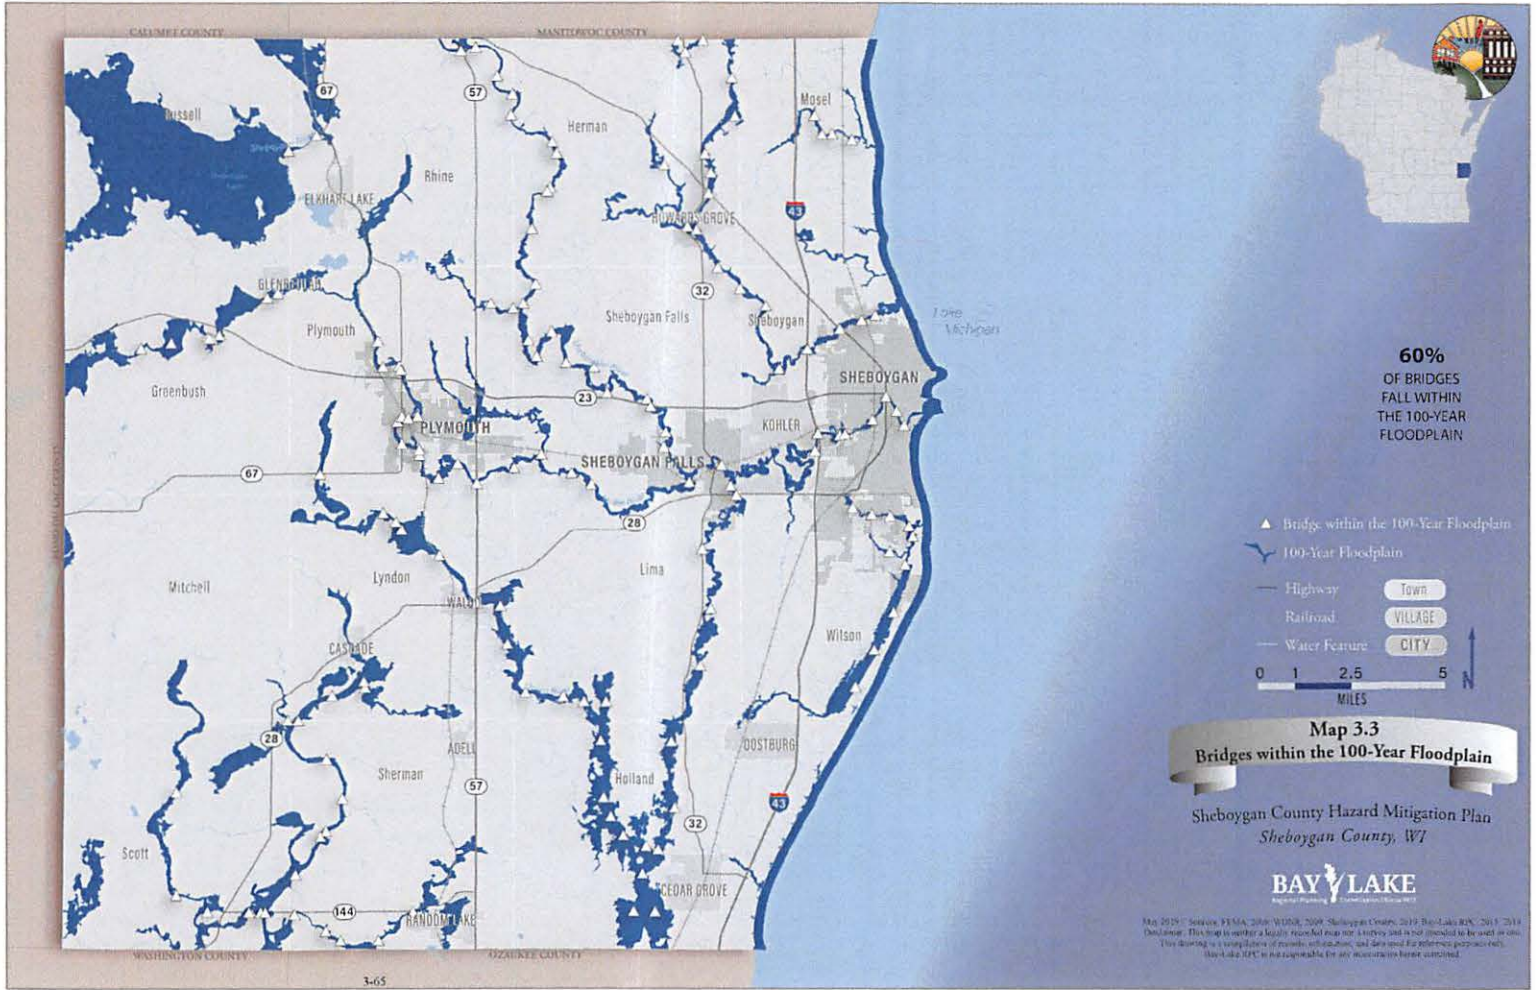 CALUMET COUNTY
MANITOWOC COUNTY
67
57
Mosel
Russell
Herman
Rhine
ELKHART LAKE
43
HOWARDS GROVE
GLENBEULAH
32
Plymouth
Sheboygan Falls
Sheboygan
Lake
Michigan
Greenbush
SHEBOYGAN
23
PLYMOUTH
KOHLER
67
SHEBOYGAN FALLS
28
Mitchell
Lyndon
Lima
WALDO
Wilson
CASCADE
28
ADELL
OOSTBURG
Sherman
Holland
57
43
32
Scott
CEDAR GROVE
144
RANDOM LAKE
WASHINGTON COUNTY
OZAUKEE COUNTY
3-65
60%
OF BRIDGES
FALL WITHIN
THE 100-YEAR
FLOODPLAIN
Bridge within the 100-Year Floodplain
100-Year Floodplain
Highway
Town
Railroad
VILLAGE
Water Feature
CITY
0 1 2.5 5
MILES
N
Map 3.3
Bridges within the 100-Year Floodplain
Sheboygan County Hazard Mitigation Plan
Sheboygan County, WI
BAY LAKE
Regional Planning Commission